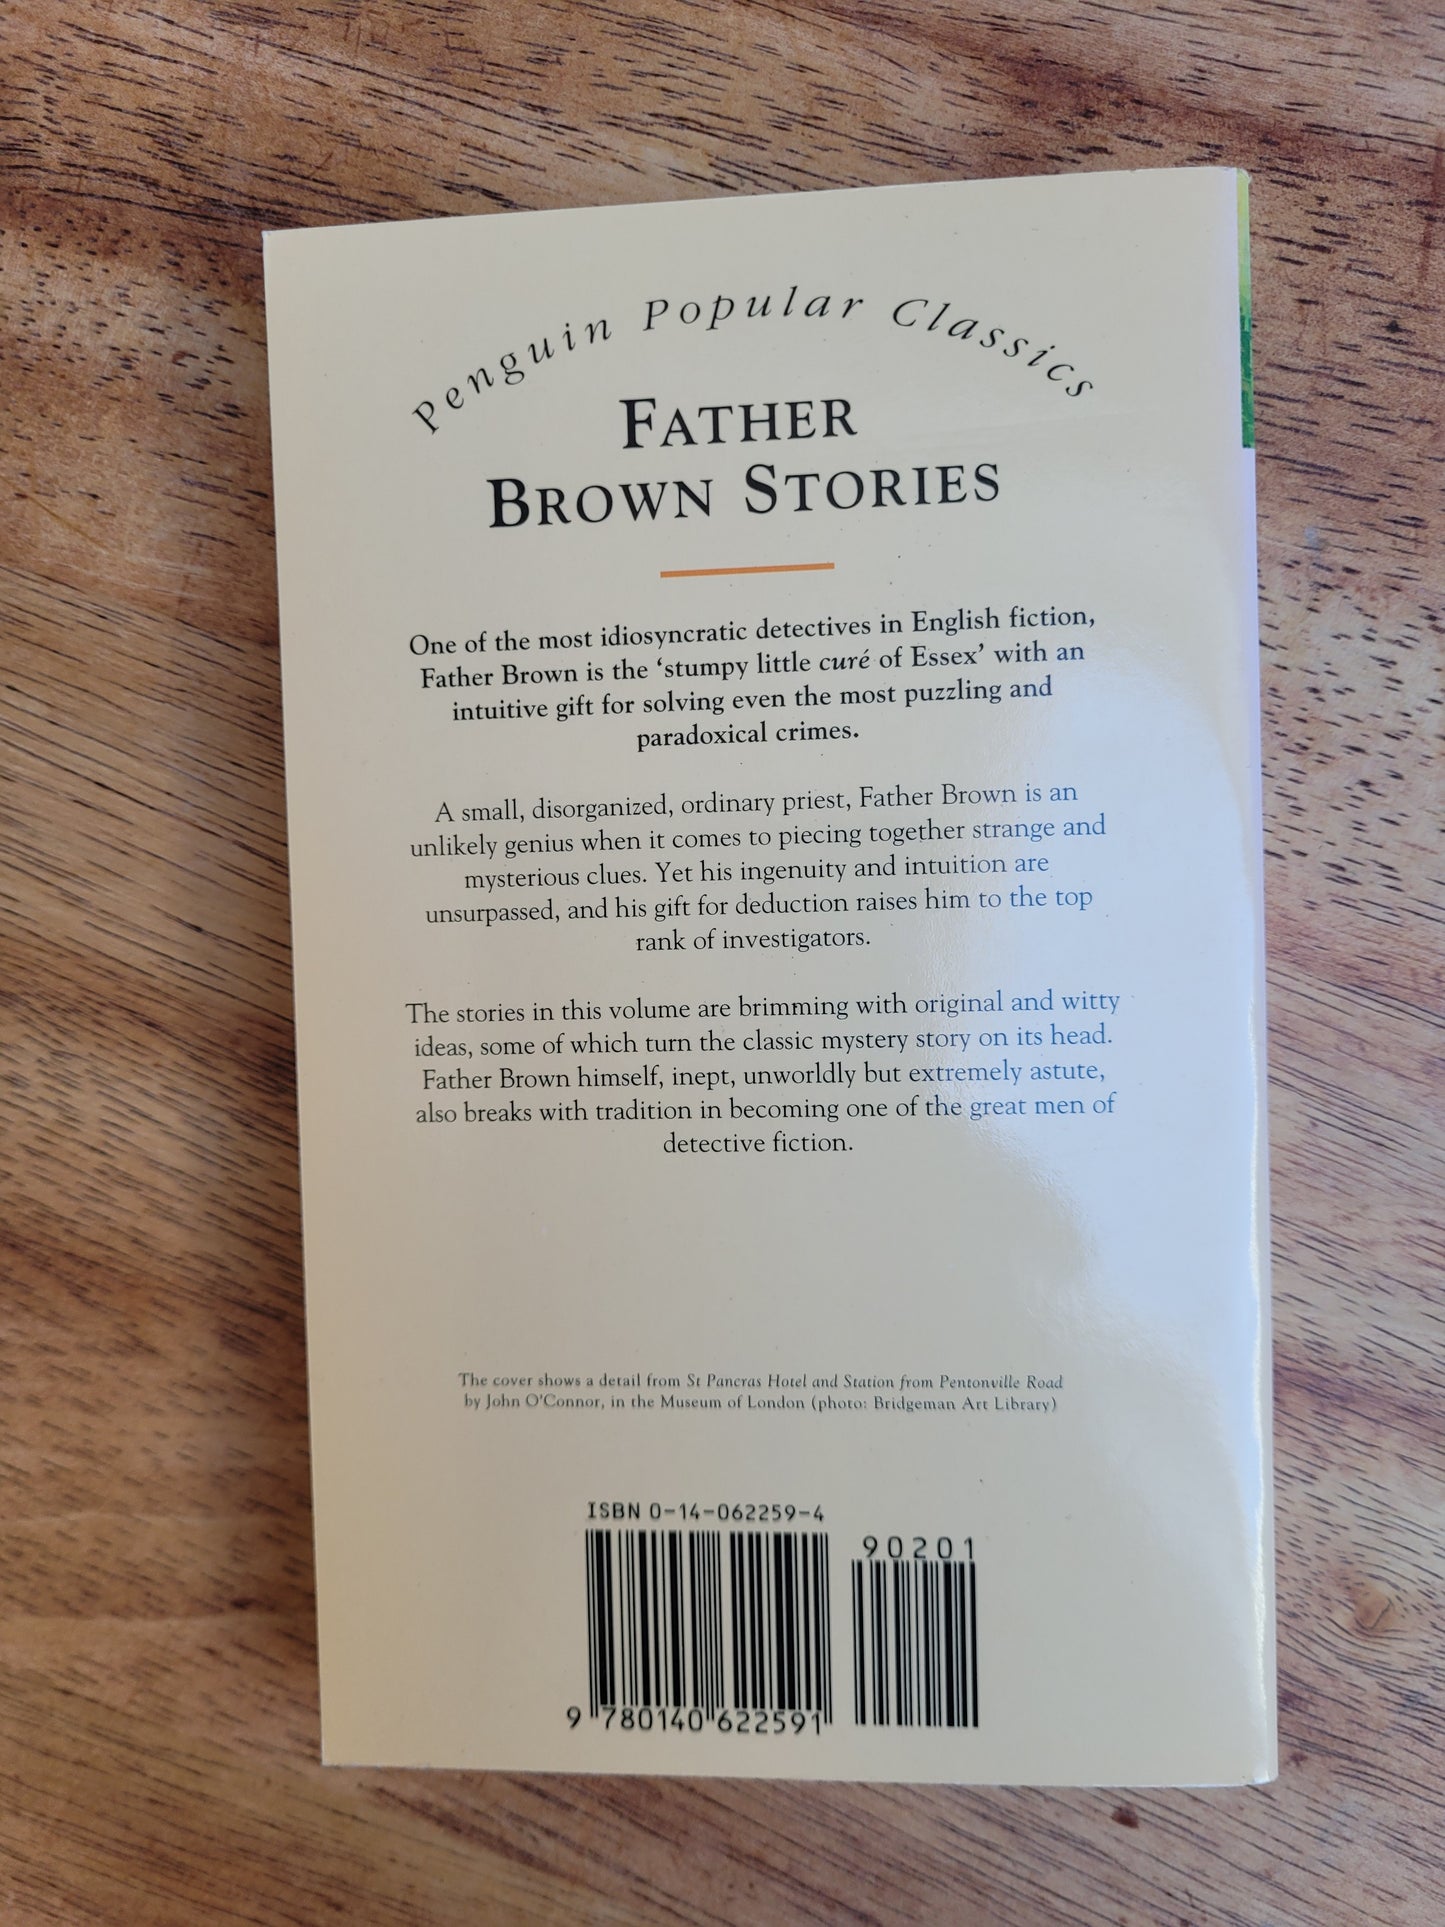 Penguin Popular Classics
FATHER
BROWN STORIES
One of the most idiosyncratic detectives in English fiction,
Father Brown is the ‘stumpy little curé of Essex’ with an
intuitive gift for solving even the most puzzling and
paradoxical crimes.
A small, disorganized, ordinary priest, Father Brown is an
unlikely genius when it comes to piecing together strange and
mysterious clues. Yet his ingenuity and intuition are
unsurpassed, and his gift for deduction raises him to the top
rank of investigators.
The stories in this volume are brimming with original and witty
ideas, some of which turn the classic mystery story on its head.
Father Brown himself, inept, unworldly but extremely astute,
also breaks with tradition in becoming one of the great men of
detective fiction.
The cover shows a detail from St Pancras Hotel and Station from Pentonville Road
by John O’Connor, in the Museum of London (photo: Bridgeman Art Library)
ISBN 0-14-062259-4
90201
9 780140 622591